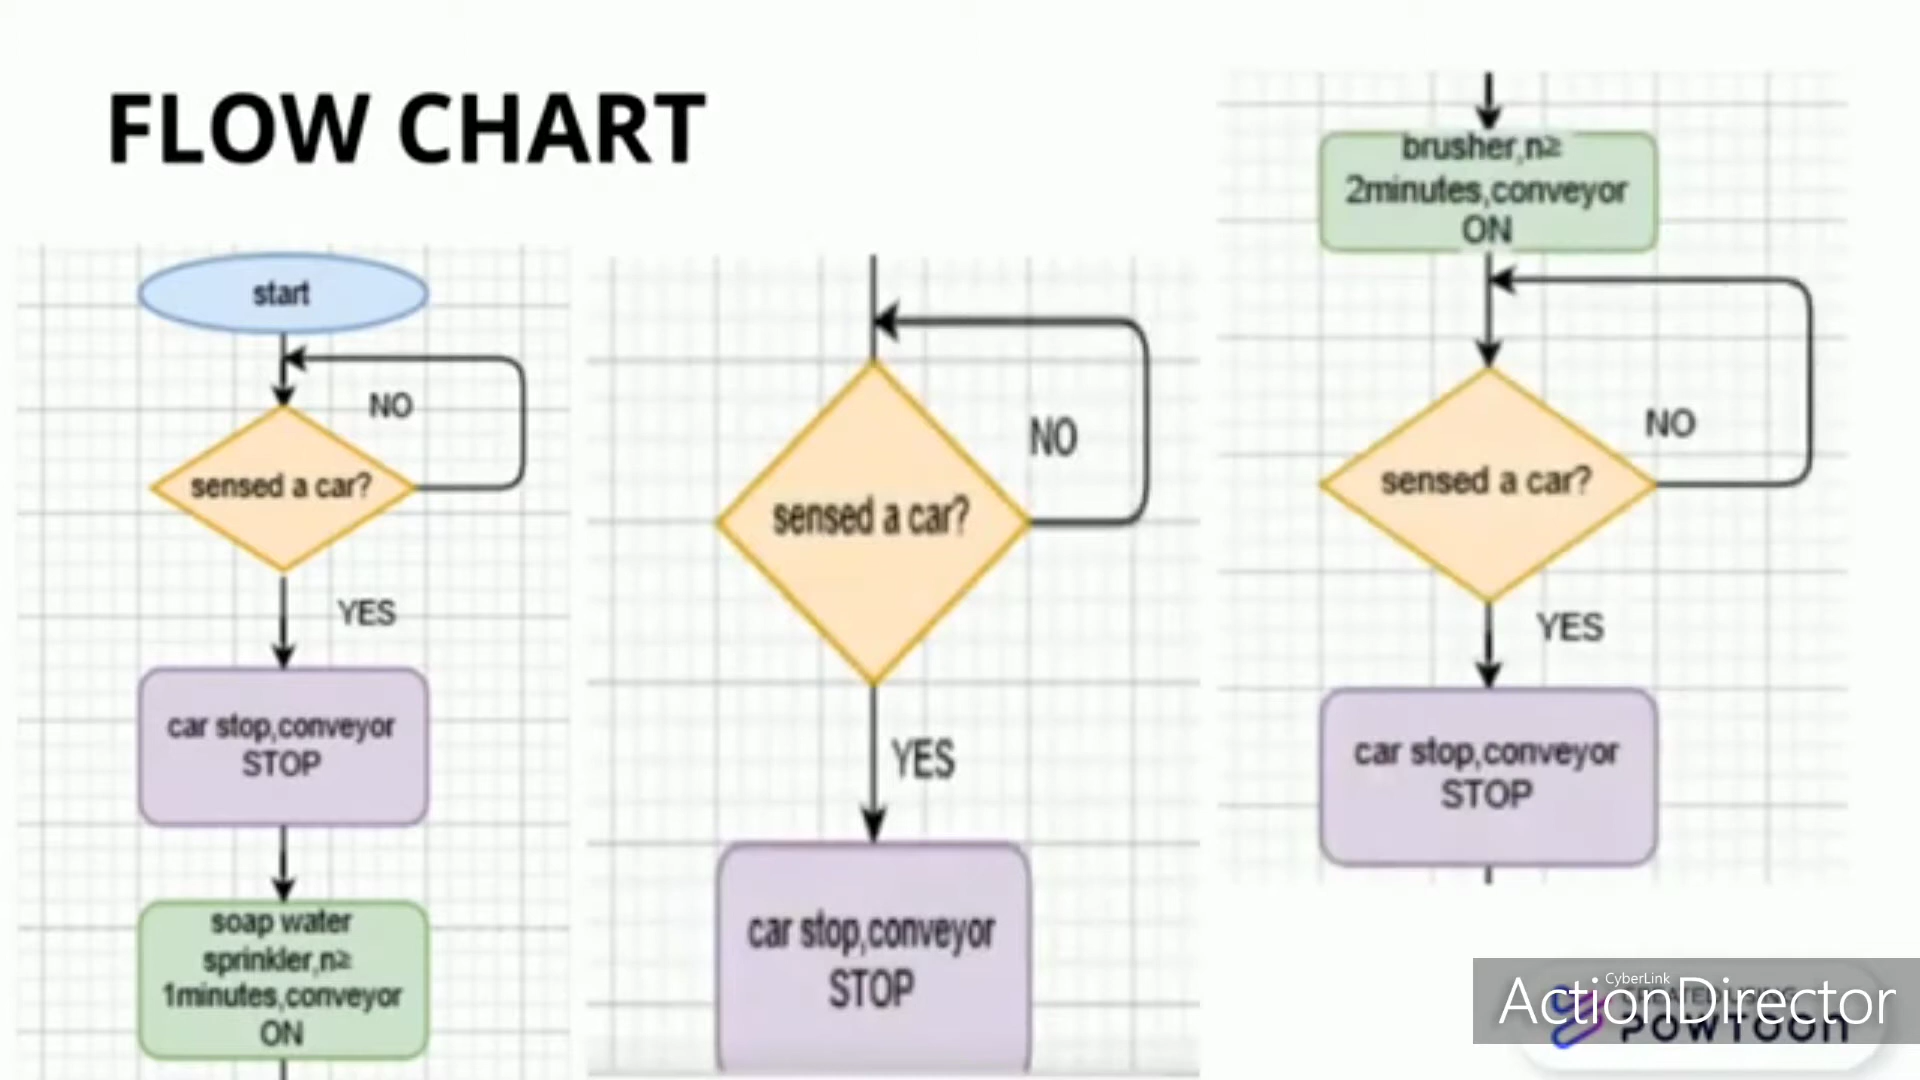 FLOW CHART
start
NO
sensed a car?
YES
car stop,conveyor
STOP
soap water
sprinkler,n≥
1minutes,conveyor
ON
NO
sensed a car?
YES
car stop,conveyor
STOP
brusher,n≥
2minutes,conveyor
ON
NO
sensed a car?
YES
car stop,conveyor
STOP
CyberLink
ActionDirector
POWTOON